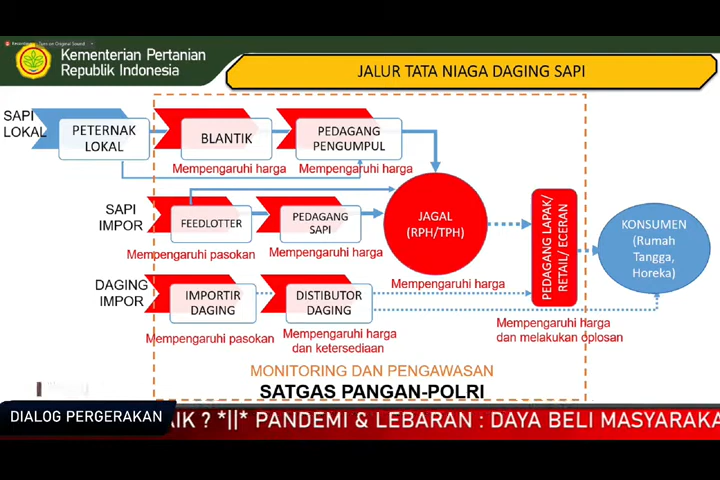 Kementerian Pertanian
Republik Indonesia
JALUR TATA NIAGA DAGING SAPI
SAPI
LOKAL
PETERNAK
LOKAL
BLANTIK
PEDAGANG
PENGUMPUL
Mempengaruhi harga
Mempengaruhi harga
SAPI
IMPOR
FEEDLOTTER
PEDAGANG
SAPI
Mempengaruhi pasokan
Mempengaruhi harga
JAGAL
(RPH/TPH)
Mempengaruhi harga
PEDAGANG LAPAK/
RETAIL/ ECERAN
KONSUMEN
(Rumah
Tangga,
Horeka)
DAGING
IMPOR
IMPORTIR
DAGING
DISTIBUTOR
DAGING
Mempengaruhi pasokan
Mempengaruhi harga
dan ketersediaan
Mempengaruhi harga
dan melakukan oplosan
MONITORING DAN PENGAWASAN
SATGAS PANGAN-POLRI
DIALOG PERGERAKAN
AIK ? *||* PANDEMI & LEBARAN : DAYA BELI MASYARAKA